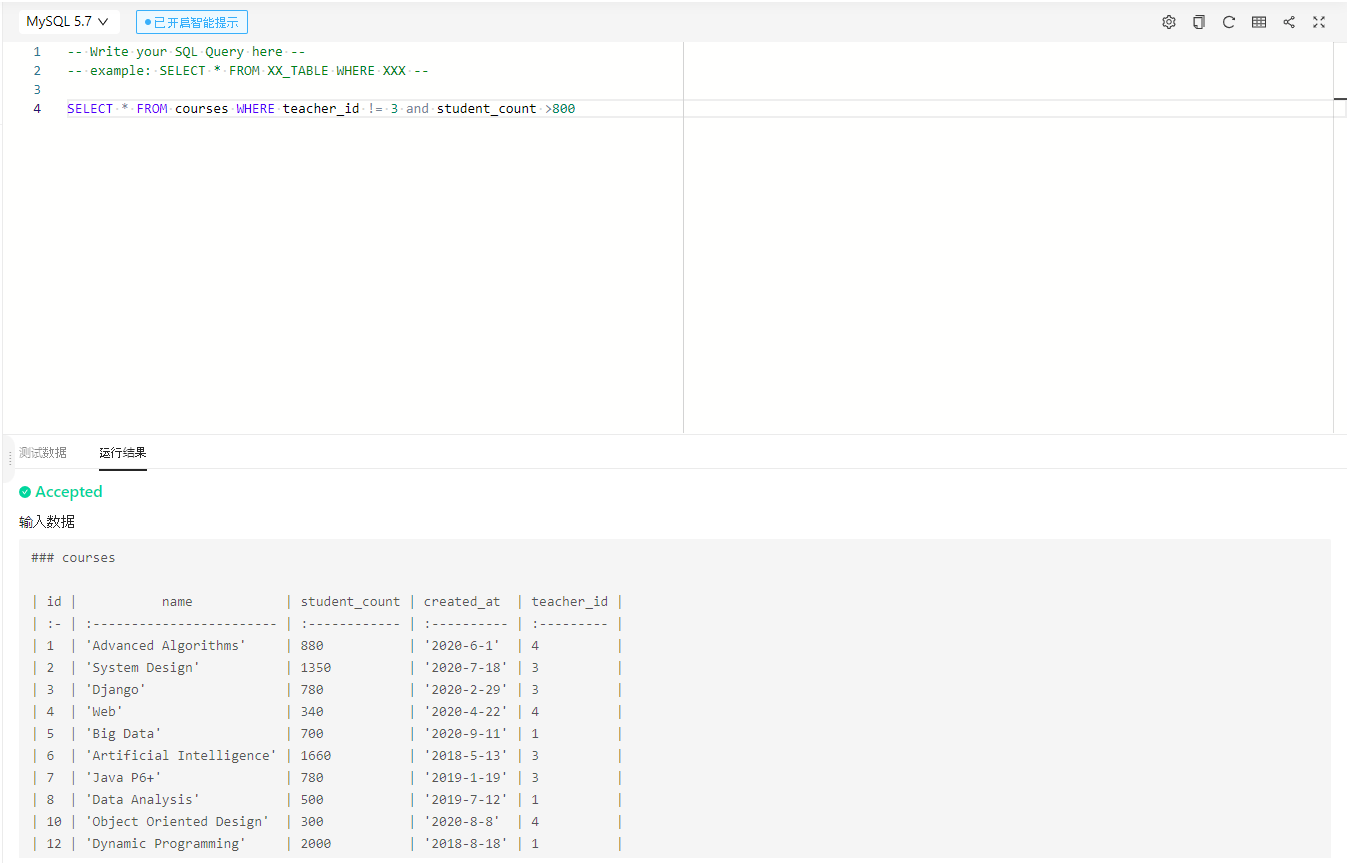 MySQL 5.7 已开启智能提示
1 -- Write your SQL Query here --
2 -- example: SELECT * FROM XX_TABLE WHERE XXX --
3
4 SELECT * FROM courses WHERE teacher_id != 3 and student_count >800
测试数据 运行结果
Accepted
输入数据
### courses
| id | name | student_count | created_at | teacher_id |
| :- | :------------------------ | :------------ | :---------- | :--------- |
| 1 | 'Advanced Algorithms' | 880 | '2020-6-1' | 4 |
| 2 | 'System Design' | 1350 | '2020-7-18' | 3 |
| 3 | 'Django' | 780 | '2020-2-29' | 3 |
| 4 | 'Web' | 340 | '2020-4-22' | 4 |
| 5 | 'Big Data' | 700 | '2020-9-11' | 1 |
| 6 | 'Artificial Intelligence' | 1660 | '2018-5-13' | 3 |
| 7 | 'Java P6+' | 780 | '2019-1-19' | 3 |
| 8 | 'Data Analysis' | 500 | '2019-7-12' | 1 |
| 10 | 'Object Oriented Design' | 300 | '2020-8-8' | 4 |
| 12 | 'Dynamic Programming' | 2000 | '2018-8-18' | 1 |